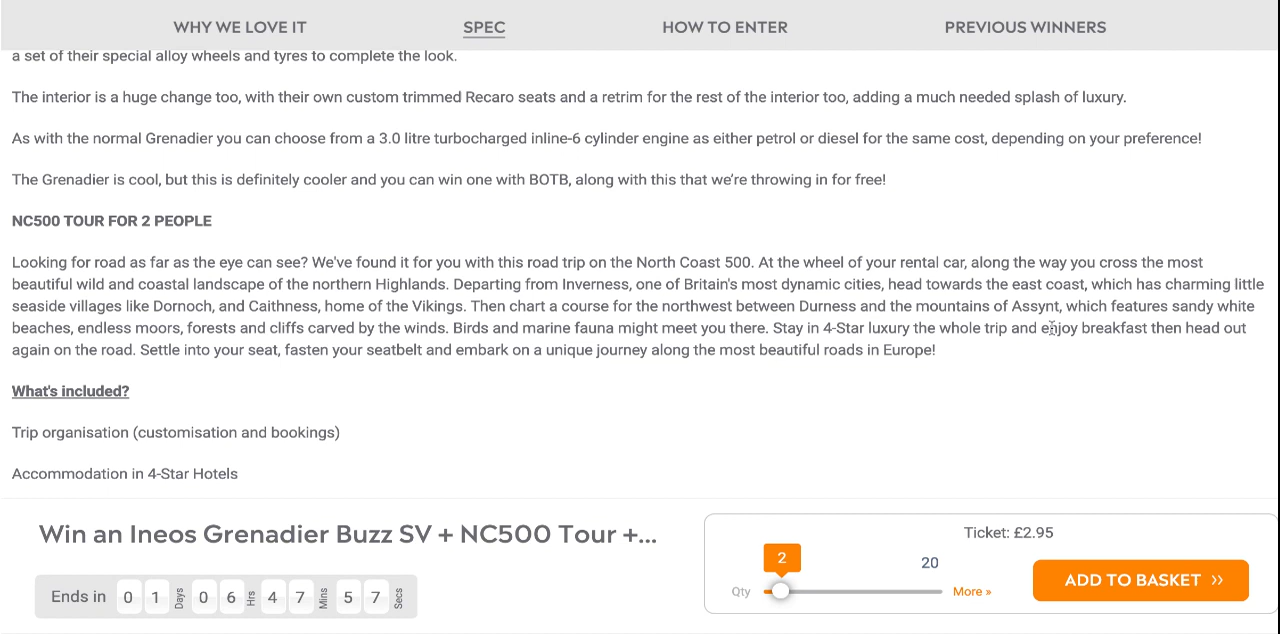 WHY WE LOVE IT SPEC HOW TO ENTER PREVIOUS WINNERS
a set of their special alloy wheels and tyres to complete the look.
The interior is a huge change too, with their own custom trimmed Recaro seats and a retrim for the rest of the interior too, adding a much needed splash of luxury.
As with the normal Grenadier you can choose from a 3.0 litre turbocharged inline-6 cylinder engine as either petrol or diesel for the same cost, depending on your preference!
The Grenadier is cool, but this is definitely cooler and you can win one with BOTB, along with this that we're throwing in for free!
NC500 TOUR FOR 2 PEOPLE
Looking for road as far as the eye can see? We've found it for you with this road trip on the North Coast 500. At the wheel of your rental car, along the way you cross the most
beautiful wild and coastal landscape of the northern Highlands. Departing from Inverness, one of Britain's most dynamic cities, head towards the east coast, which has charming little
seaside villages like Dornoch, and Caithness, home of the Vikings. Then chart a course for the northwest between Durness and the mountains of Assynt, which features sandy white
beaches, endless moors, forests and cliffs carved by the winds. Birds and marine fauna might meet you there. Stay in 4-Star luxury the whole trip and enjoy breakfast then head out
again on the road. Settle into your seat, fasten your seatbelt and embark on a unique journey along the most beautiful roads in Europe!
What's included?
Trip organisation (customisation and bookings)
Accommodation in 4-Star Hotels
Win an Ineos Grenadier Buzz SV + NC500 Tour +...
Ends in 0 1 Days 0 6 Hrs 4 7 Mins 5 7 Secs
Ticket: £2.95
2 20
Qty More »
ADD TO BASKET »